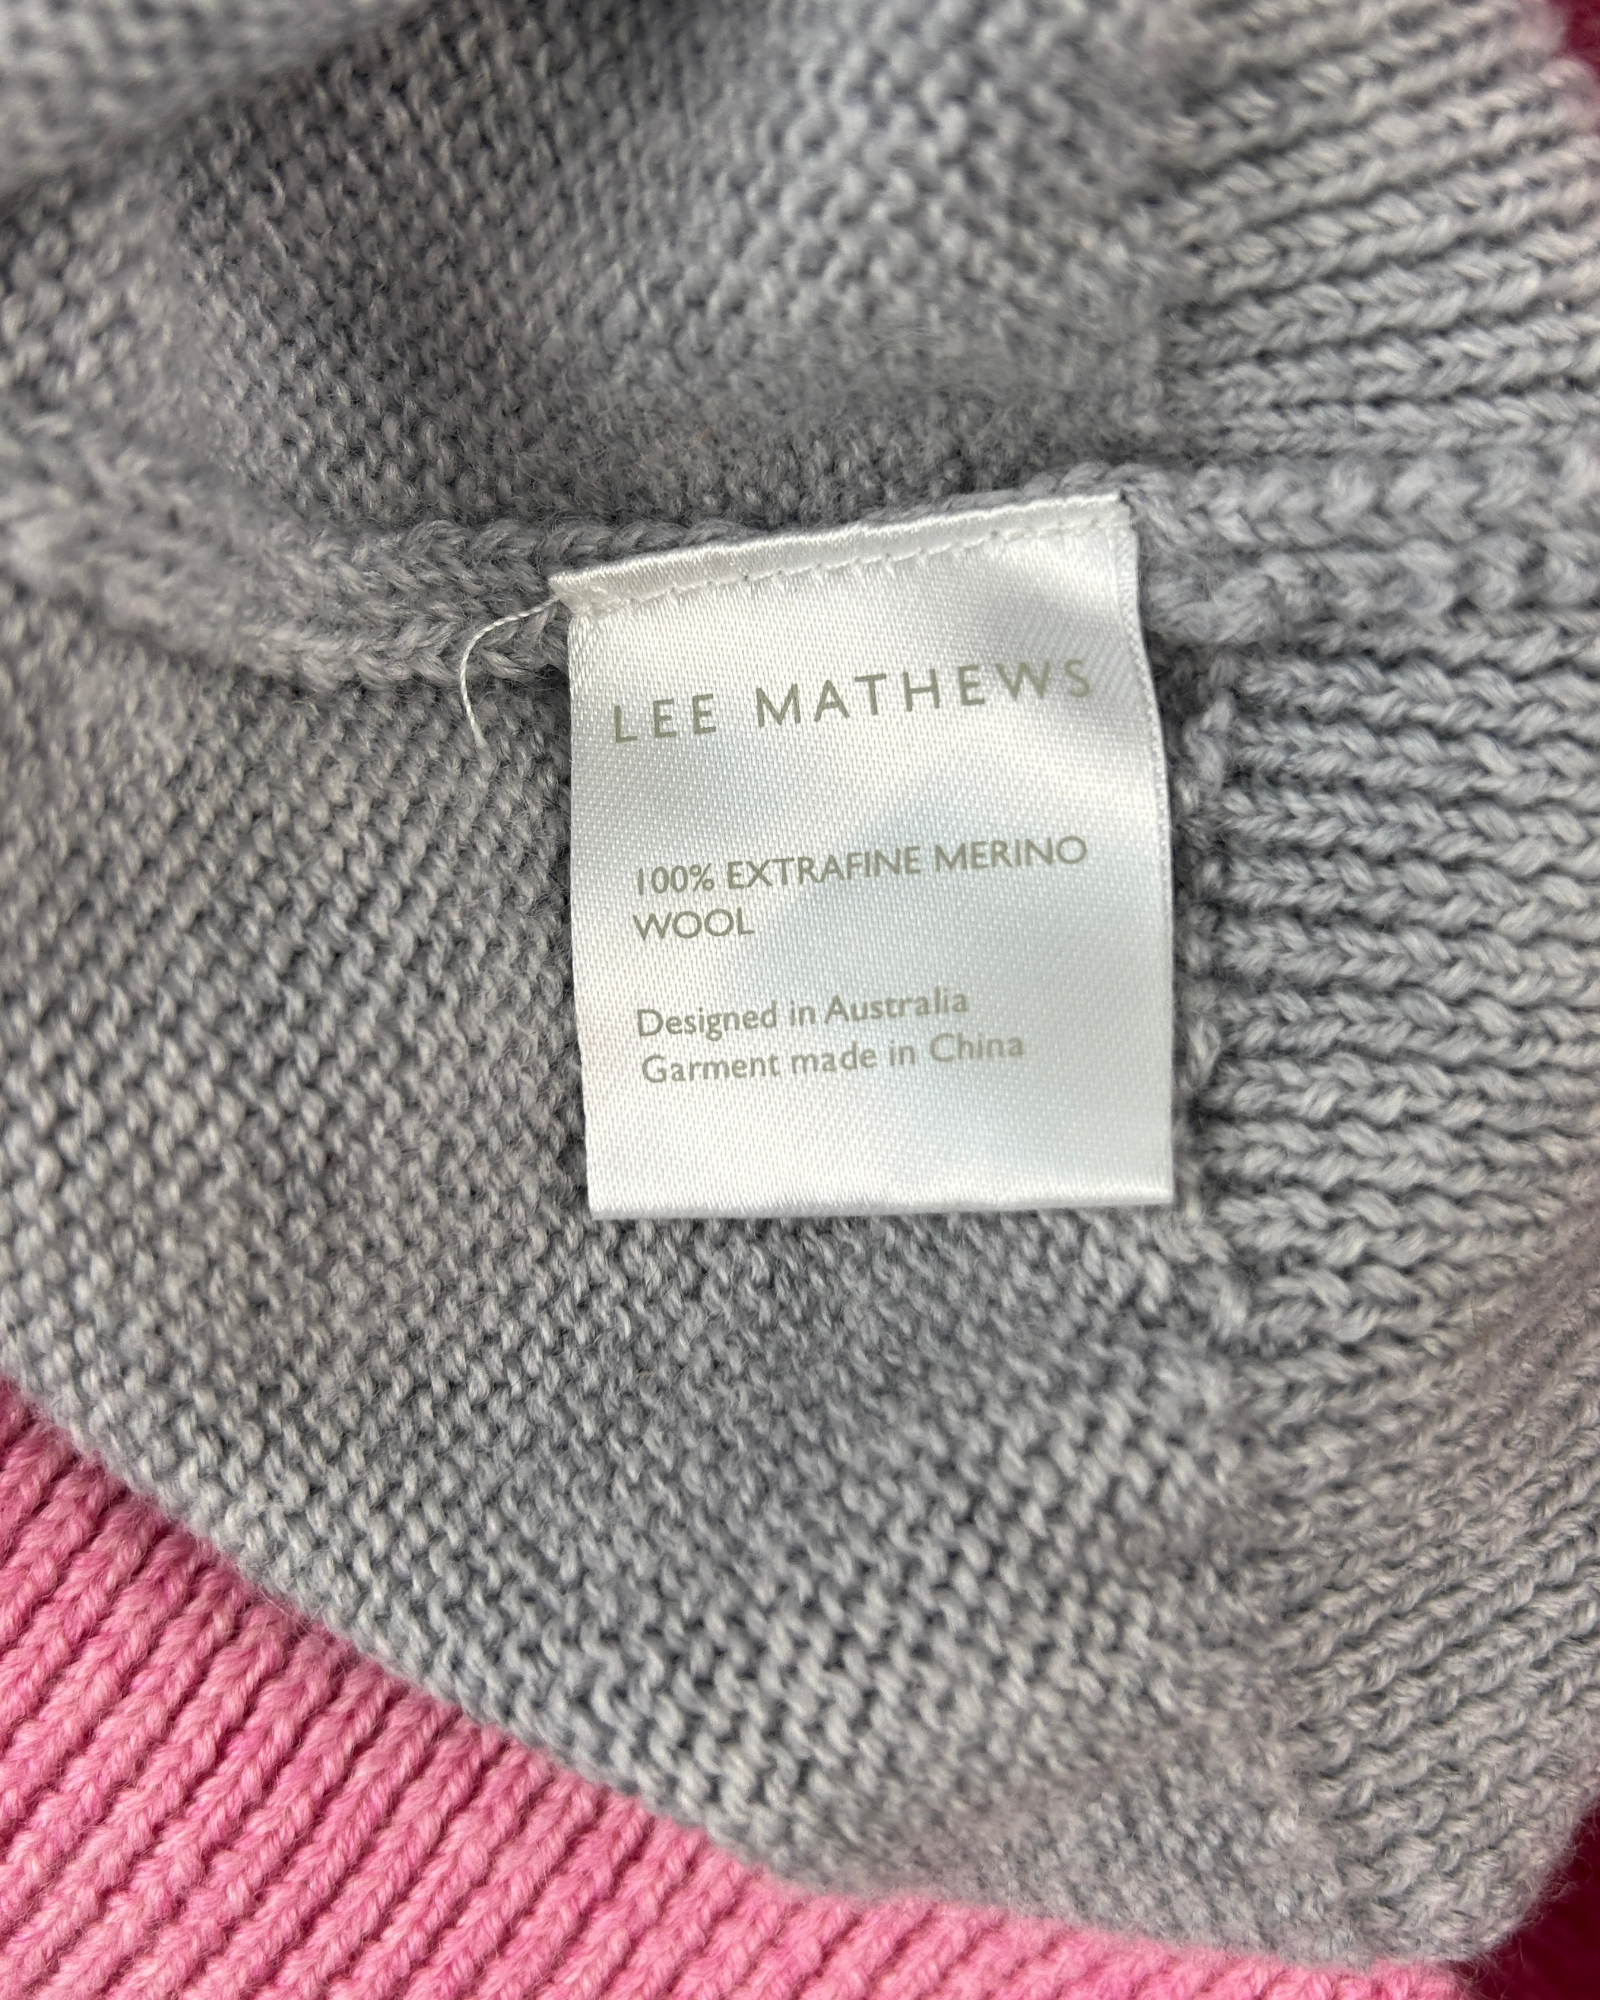 LEE MATHEWS
100% EXTRAFINE MERINO
WOOL
Designed in Australia
Garment made in China